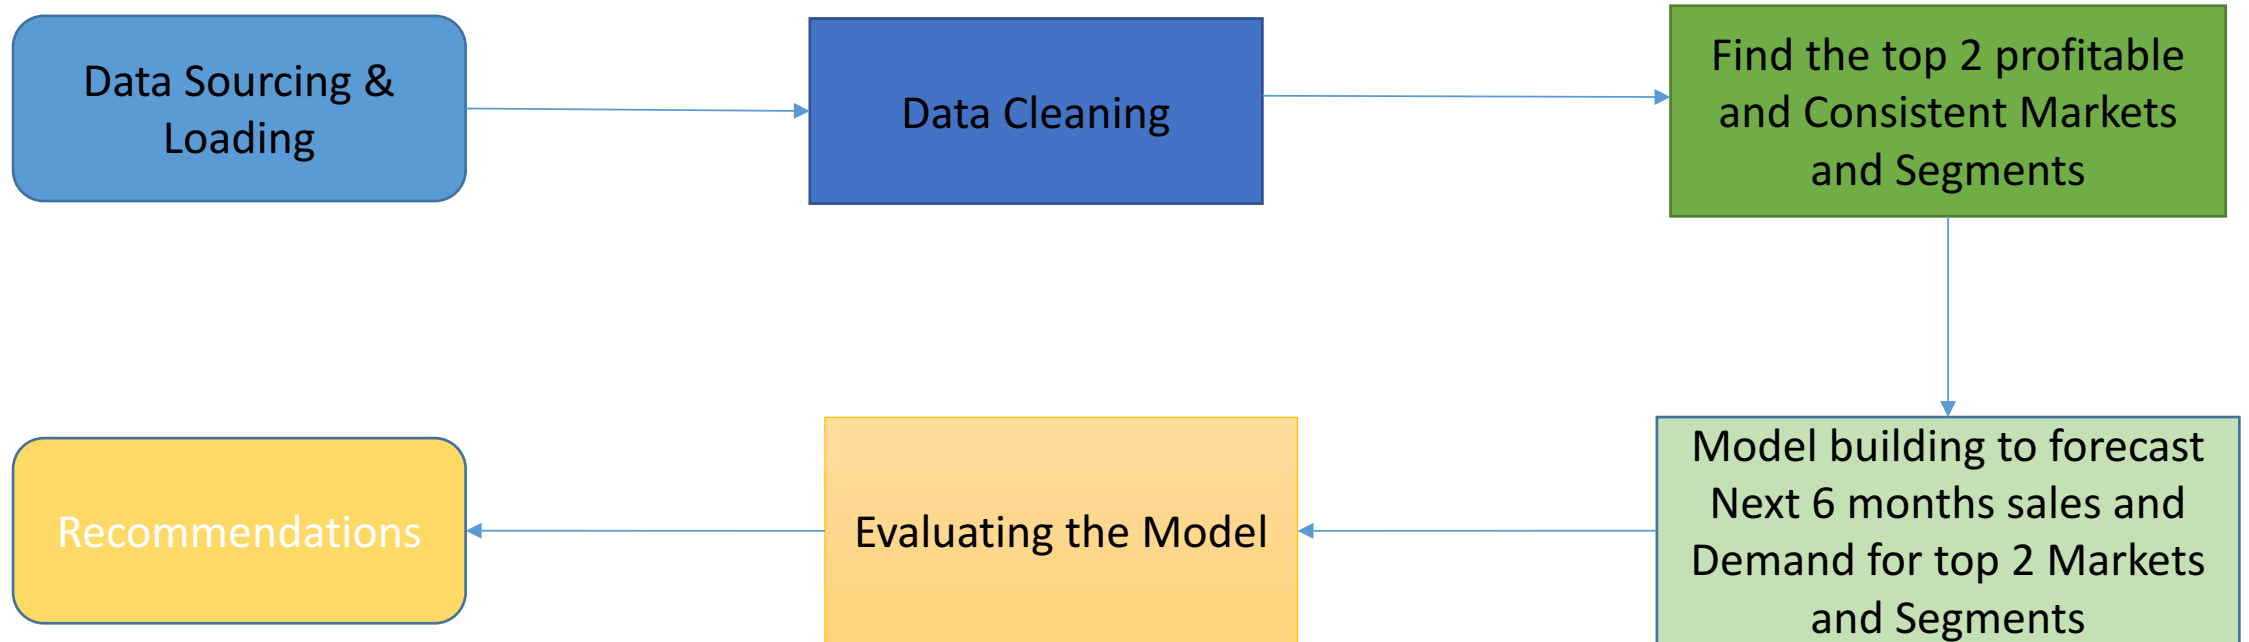 Data Sourcing &
Loading
Data Cleaning
Find the top 2 profitable
and Consistent Markets
and Segments
Model building to forecast
Next 6 months sales and
Demand for top 2 Markets
and Segments
Evaluating the Model
Recommendations